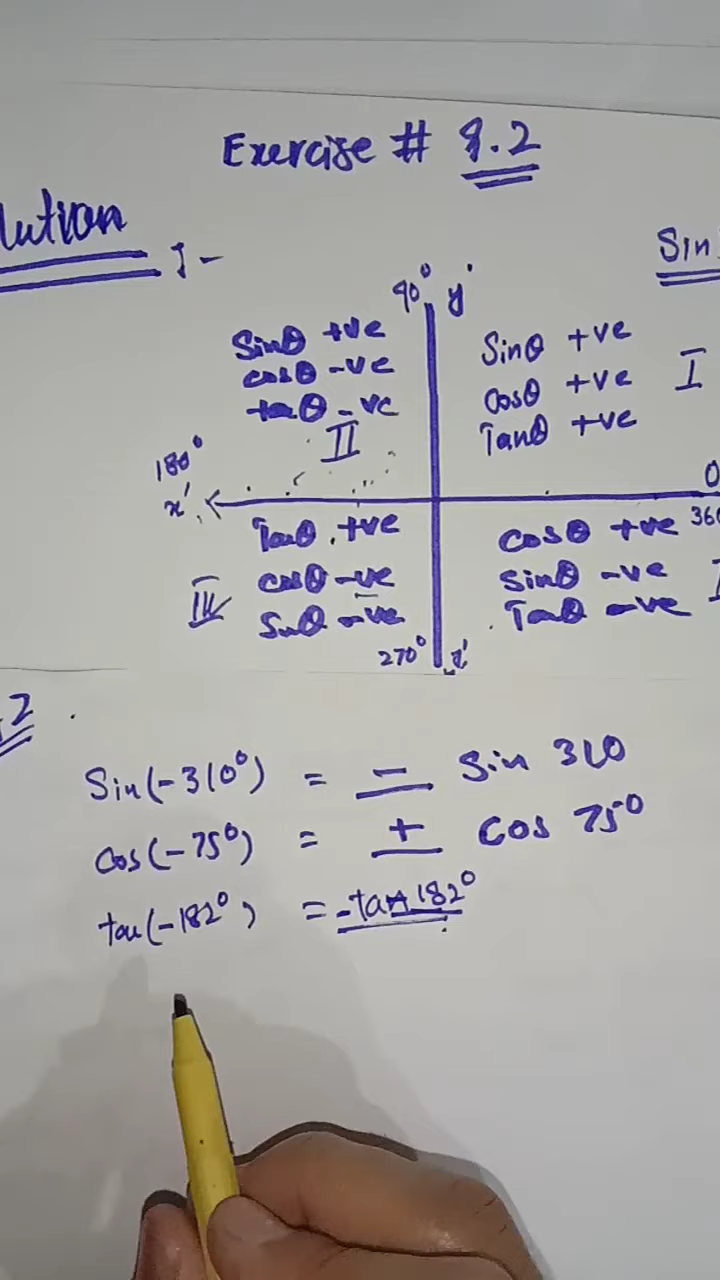 Exercise # 9.2
lution :-
Sin
90° y
Sinθ +ve
cosθ -ve
tanθ -ve
II
Sinθ +ve
cosθ +ve
Tanθ +ve
I
180°
x'
0
360
Tanθ +ve
cosθ -ve
Sinθ -ve
III
cosθ +ve
sinθ -ve
Tanθ -ve
270°
.2
Sin(-310°) = - Sin 310
cos(-75°) = + cos 75°
tan(-182°) = -tan 182°